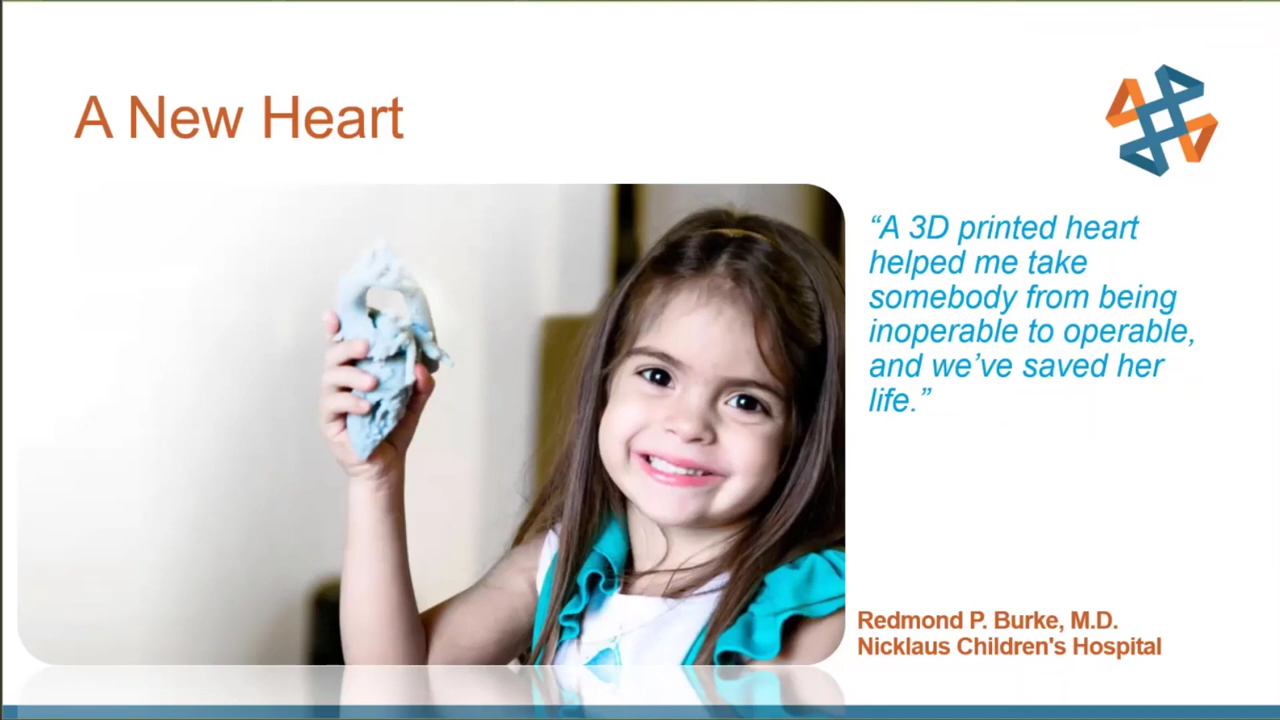 A New Heart
“A 3D printed heart
helped me take
somebody from being
inoperable to operable,
and we’ve saved her
life.”
Redmond P. Burke, M.D.
Nicklaus Children's Hospital